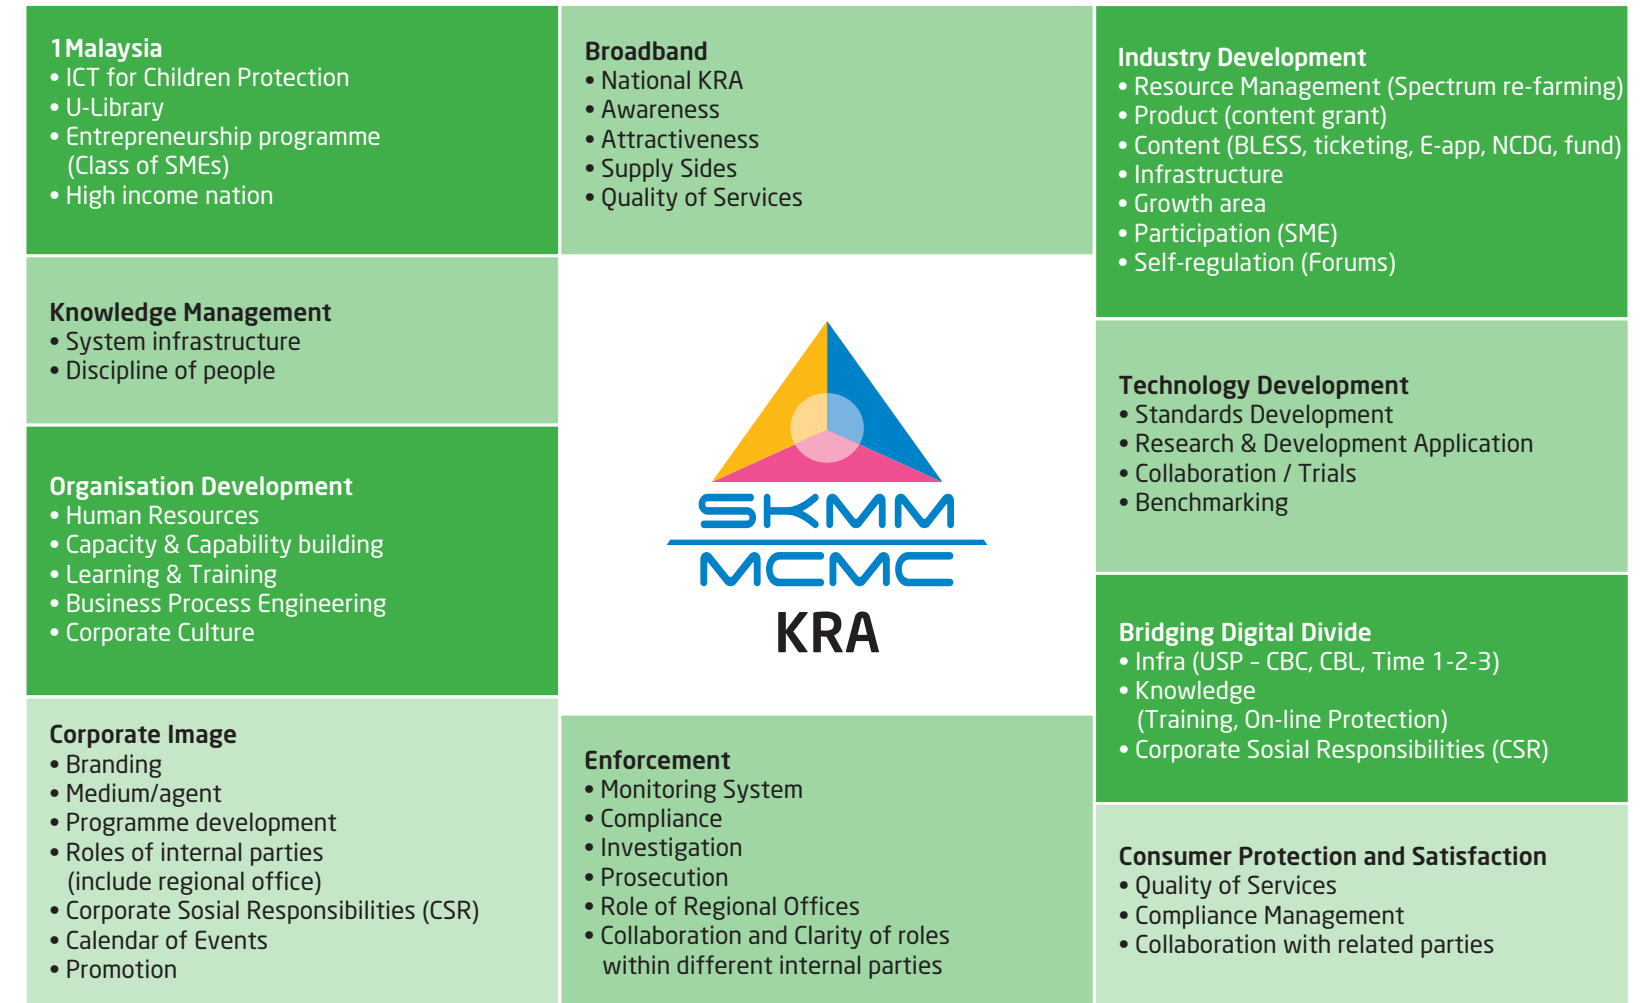 1Malaysia
• ICT for Children Protection
• U-Library
• Entrepreneurship programme
(Class of SMEs)
• High income nation
Knowledge Management
• System infrastructure
• Discipline of people
Organisation Development
• Human Resources
• Capacity & Capability building
• Learning & Training
• Business Process Engineering
• Corporate Culture
Corporate Image
• Branding
• Medium/agent
• Programme development
• Roles of internal parties
(include regional office)
• Corporate Sosial Responsibilities (CSR)
• Calendar of Events
• Promotion
Broadband
• National KRA
• Awareness
• Attractiveness
• Supply Sides
• Quality of Services
SKMM
MCMC
KRA
Enforcement
• Monitoring System
• Compliance
• Investigation
• Prosecution
• Role of Regional Offices
• Collaboration and Clarity of roles
within different internal parties
Industry Development
• Resource Management (Spectrum re-farming)
• Product (content grant)
• Content (BLESS, ticketing, E-app, NCDG, fund)
• Infrastructure
• Growth area
• Participation (SME)
• Self-regulation (Forums)
Technology Development
• Standards Development
• Research & Development Application
• Collaboration / Trials
• Benchmarking
Bridging Digital Divide
• Infra (USP – CBC, CBL, Time 1-2-3)
• Knowledge
(Training, On-line Protection)
• Corporate Sosial Responsibilities (CSR)
Consumer Protection and Satisfaction
• Quality of Services
• Compliance Management
• Collaboration with related parties